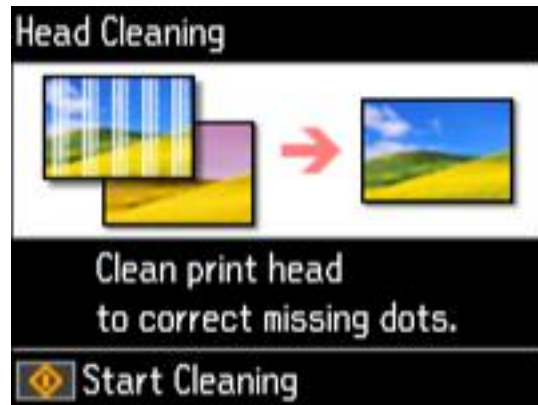 Head Cleaning
Clean print head
to correct missing dots.
Start Cleaning